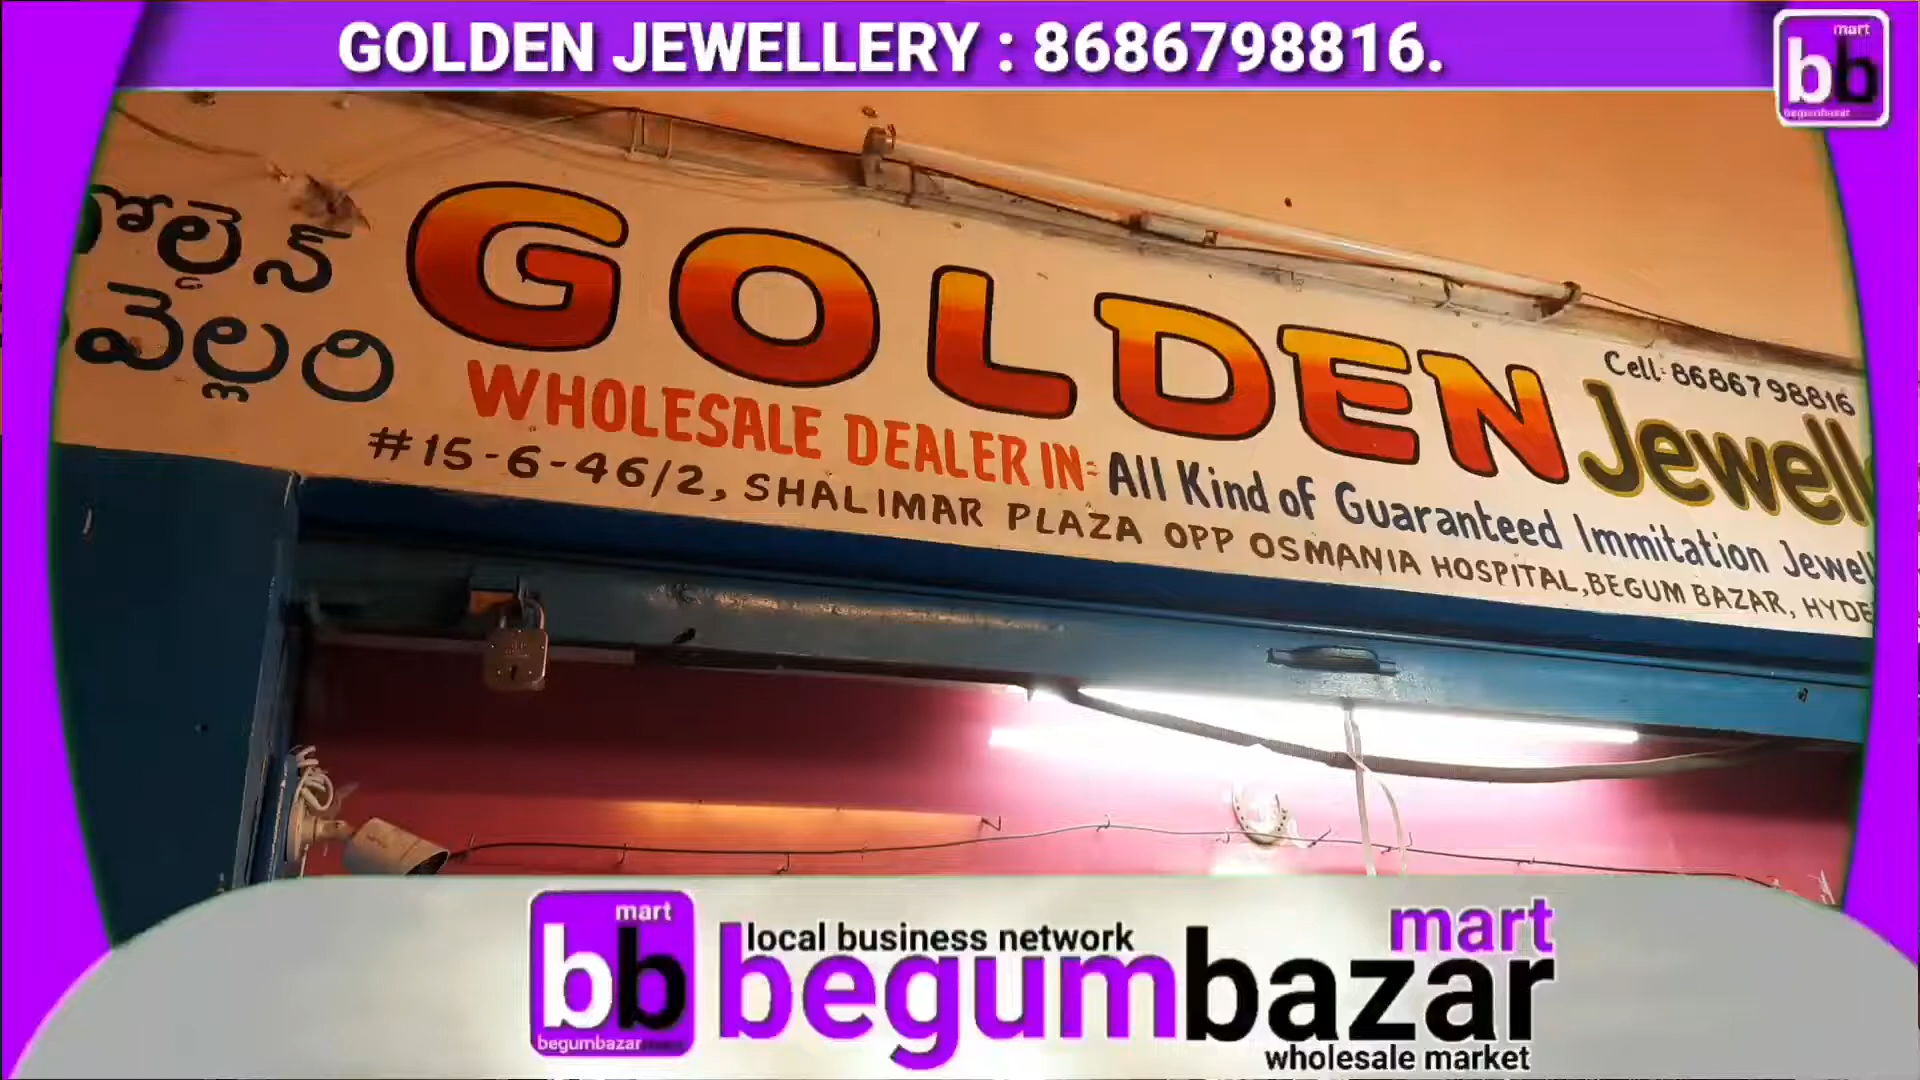 GOLDEN JEWELLERY : 8686798816.
mart
bb
begumbazar
గోల్డెన్
వెల్లరి
GOLDEN
Cell: 8686798816
Jewell
WHOLESALE DEALER IN:- All Kind of Guaranteed Immitation Jewel
#15-6-46/2, SHALIMAR PLAZA OPP OSMANIA HOSPITAL, BEGUM BAZAR, HYDE
mart
bb
begumbazar
local business network
mart
begumbazar
wholesale market